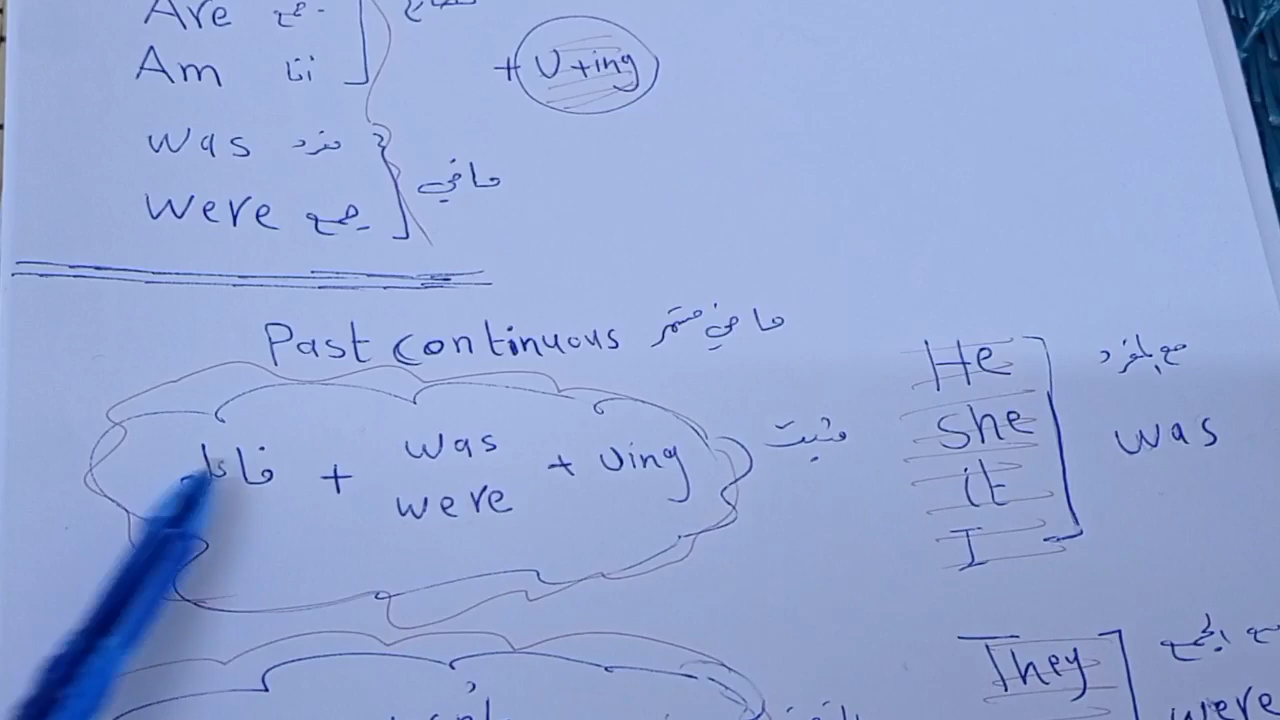 Are جمع
Am انا
+ U+ing
was مفرد
were جمع
ماضي
Past continuous ماضي مستمر
فاعل + was were + Ving مثبت
He
she
it
I
مع المفرد
was
They
مع الجمع
were